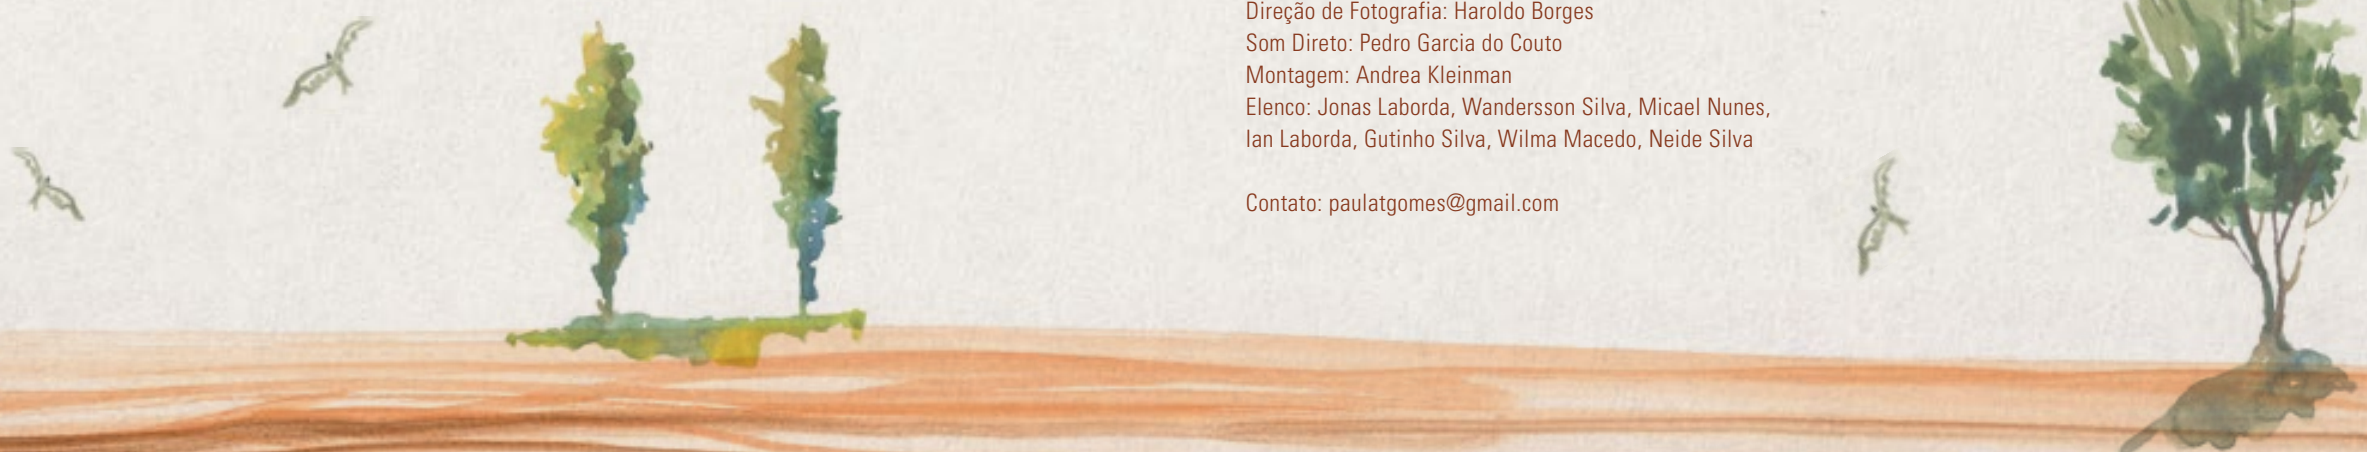 Direção de Fotografia: Haroldo Borges
Som Direto: Pedro Garcia do Couto
Montagem: Andrea Kleinman
Elenco: Jonas Laborda, Wandersson Silva, Micael Nunes,
Ian Laborda, Gutinho Silva, Wilma Macedo, Neide Silva
Contato: paulatgomes@gmail.com